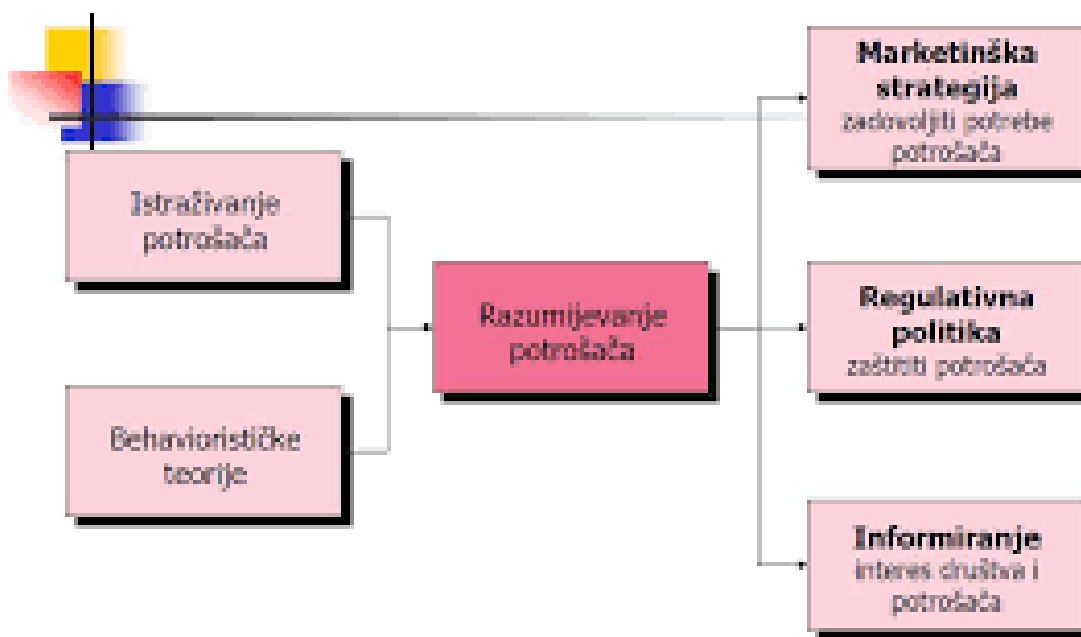 Istraživanje
potrošača
Behaviorističke
teorije
Razumijevanje
potrošača
Marketinška
strategija
zadovoljiti potrebe
potrošača
Regulativna
politika
zaštititi potrošača
Informiranje
interes društva i
potrošača